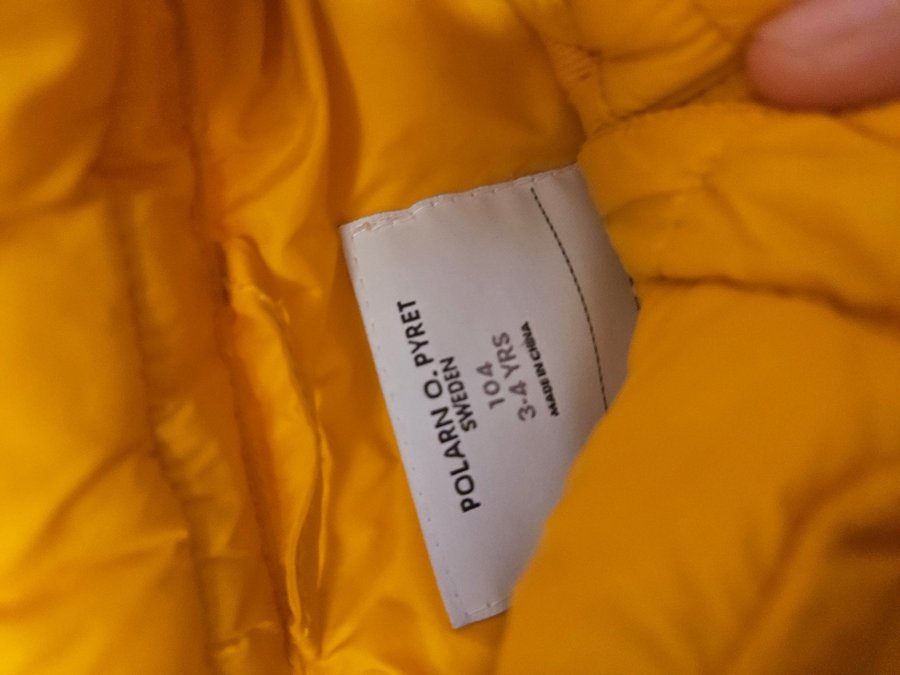 POLARN O. PYRET
SWEDEN
104
3-4 YRS
MADE IN CHINA